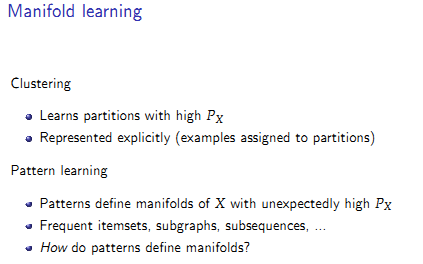 Manifold learning
Clustering
Learns partitions with high P_X
Represented explicitly (examples assigned to partitions)
Pattern learning
Patterns define manifolds of X with unexpectedly high P_X
Frequent itemsets, subgraphs, subsequences, ...
How do patterns define manifolds?